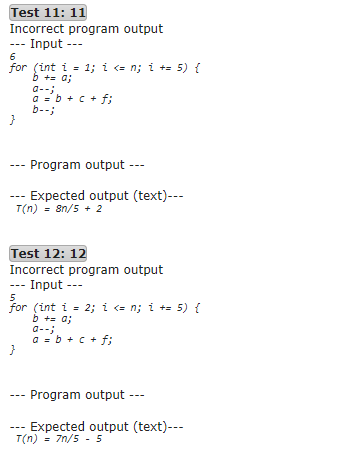 Test 11: 11
Incorrect program output
--- Input ---
6
for (int i = 1; i <= n; i += 5) {
b += a;
a--;
a = b + c + f;
b--;
}
--- Program output ---
--- Expected output (text)---
T(n) = 8n/5 + 2
Test 12: 12
Incorrect program output
--- Input ---
5
for (int i = 2; i <= n; i += 5) {
b += a;
a--;
a = b + c + f;
}
--- Program output ---
--- Expected output (text)---
T(n) = 7n/5 - 5